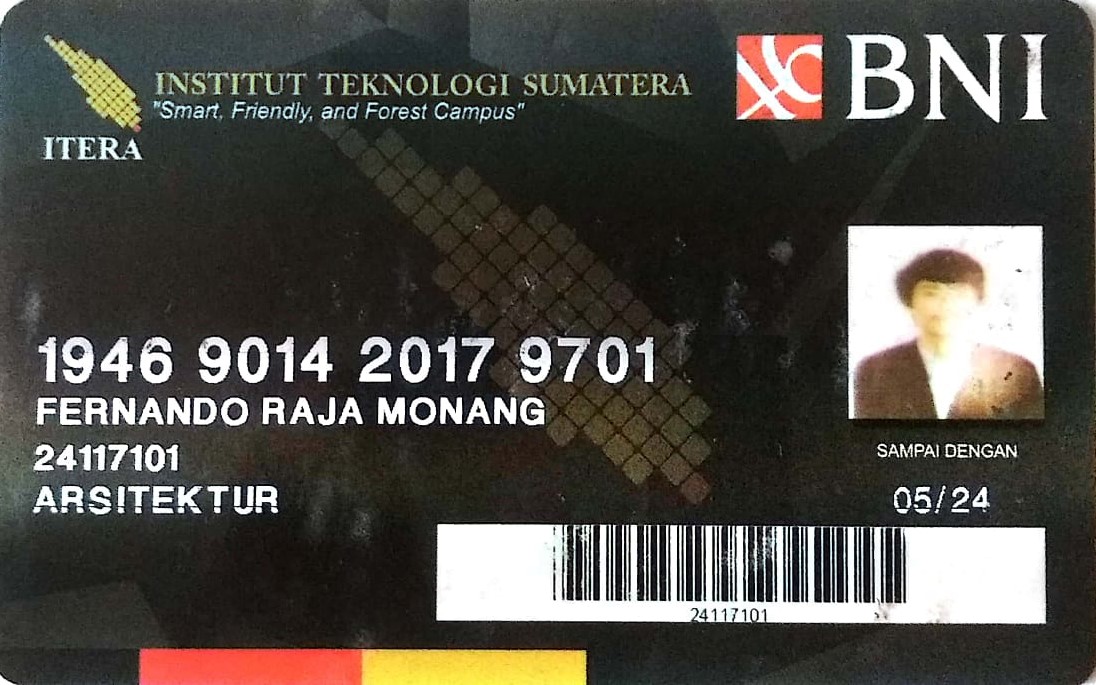 INSTITUT TEKNOLOGI SUMATERA
"Smart, Friendly, and Forest Campus"
ITERA
BNI
1946 9014 2017 9701
FERNANDO RAJA MONANG
24117101
ARSITEKTUR
SAMPAI DENGAN
05/24
24117101